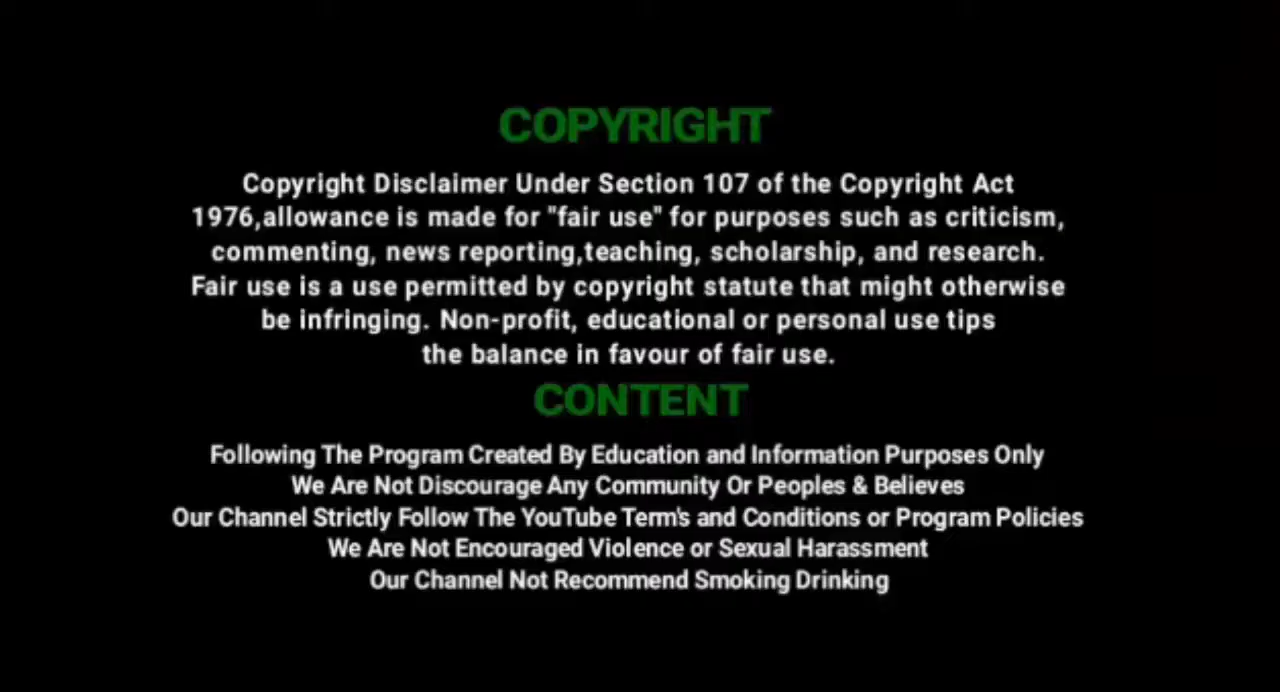 COPYRIGHT
Copyright Disclaimer Under Section 107 of the Copyright Act
1976,allowance is made for "fair use" for purposes such as criticism,
commenting, news reporting,teaching, scholarship, and research.
Fair use is a use permitted by copyright statute that might otherwise
be infringing. Non-profit, educational or personal use tips
the balance in favour of fair use.
CONTENT
Following The Program Created By Education and Information Purposes Only
We Are Not Discourage Any Community Or Peoples & Believes
Our Channel Strictly Follow The YouTube Term's and Conditions or Program Policies
We Are Not Encouraged Violence or Sexual Harassment
Our Channel Not Recommend Smoking Drinking